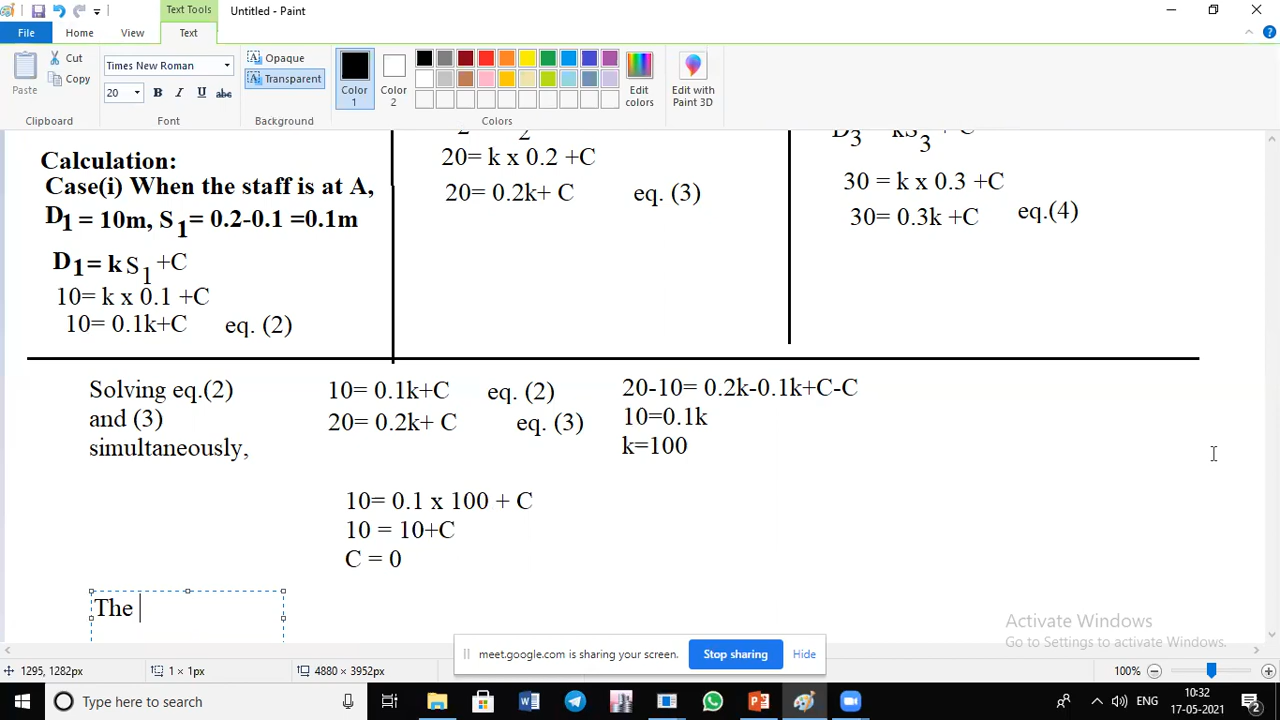 Text Tools
Untitled - Paint
File
Home
View
Text
Paste
Cut
Copy
Clipboard
Times New Roman
20
B I U abc
Font
Opaque
Transparent
Background
Color 1
Color 2
Edit colors
Edit with Paint 3D
Colors
Calculation:
Case(i) When the staff is at A,
D1 = 10m, S1= 0.2-0.1 =0.1m
D1= k S1 +C
10= k x 0.1 +C
10= 0.1k+C eq. (2)
20= k x 0.2 +C
20= 0.2k+ C eq. (3)
D3 = kS3 + C
30 = k x 0.3 +C
30= 0.3k +C eq.(4)
Solving eq.(2)
and (3)
simultaneously,
10= 0.1k+C eq. (2)
20= 0.2k+ C eq. (3)
20-10= 0.2k-0.1k+C-C
10=0.1k
k=100
10= 0.1 x 100 + C
10 = 10+C
C = 0
The
Activate Windows
Go to Settings to activate Windows.
meet.google.com is sharing your screen.
Stop sharing
Hide
1295, 1282px
1 × 1px
4880 × 3952px
100%
Type here to search
ENG
10:32
17-05-2021
2